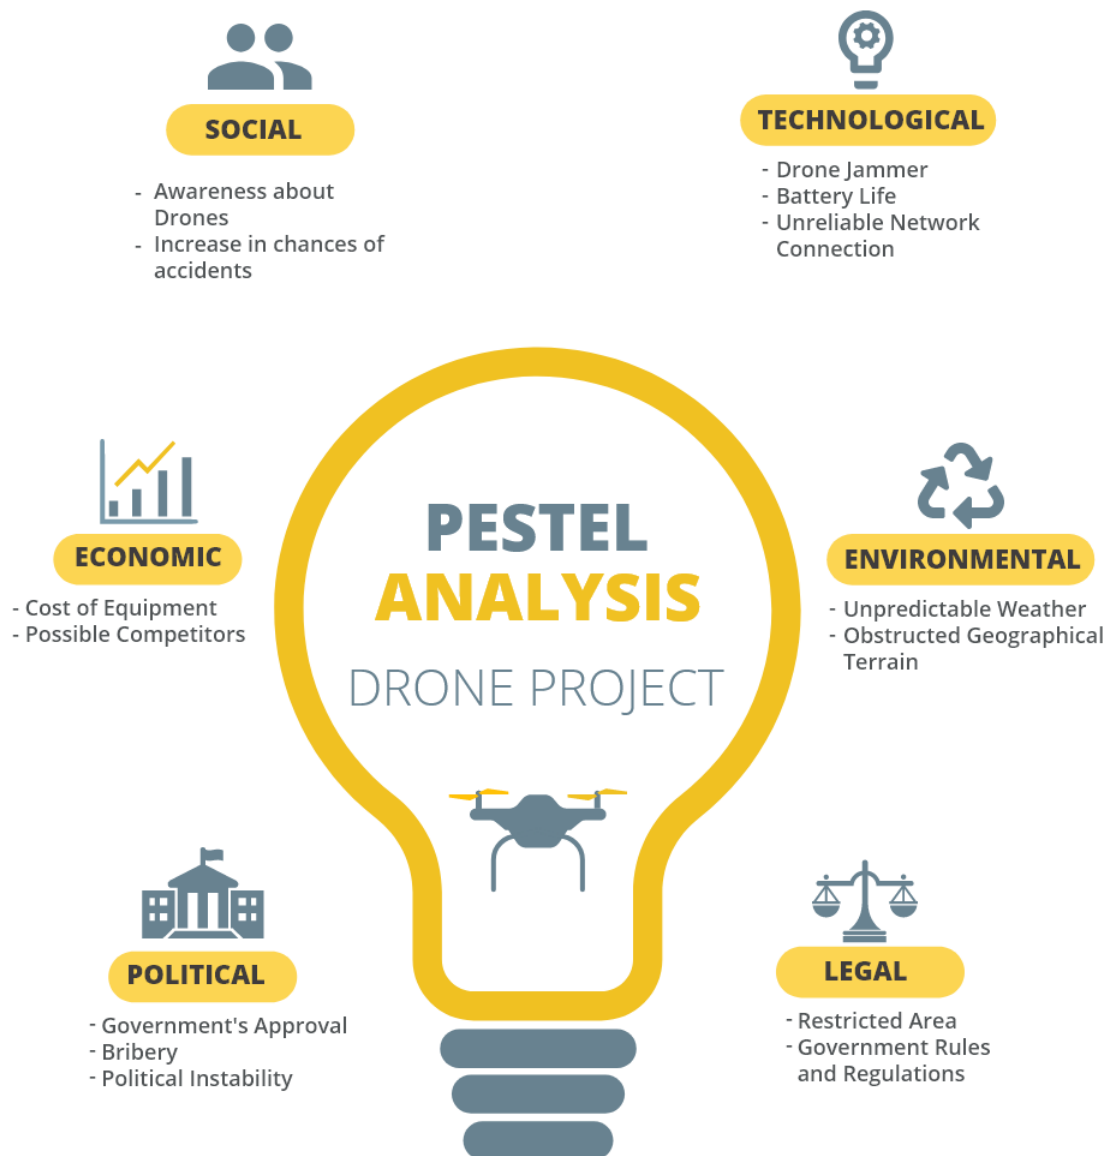 SOCIAL
- Awareness about
Drones
- Increase in chances of
accidents
TECHNOLOGICAL
- Drone Jammer
- Battery Life
- Unreliable Network
Connection
PESTEL
ANALYSIS
DRONE PROJECT
ECONOMIC
- Cost of Equipment
- Possible Competitors
ENVIRONMENTAL
- Unpredictable Weather
- Obstructed Geographical
Terrain
POLITICAL
- Government's Approval
- Bribery
- Political Instability
LEGAL
- Restricted Area
- Government Rules
and Regulations